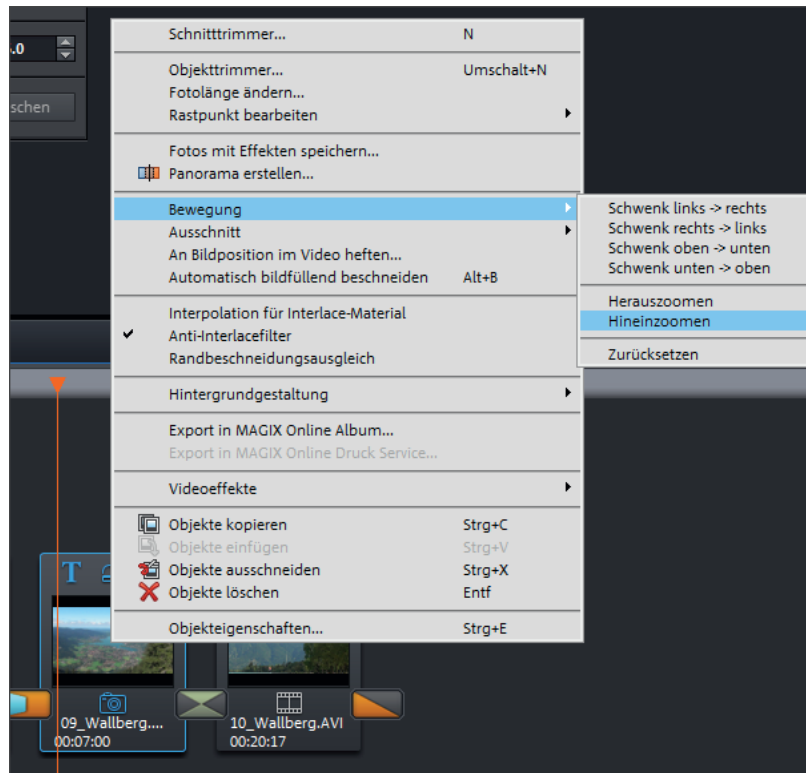 .0
schen
Schnitttrimmer... N
Objekttrimmer... Umschalt+N
Fotolänge ändern...
Rastpunkt bearbeiten
Fotos mit Effekten speichern...
Panorama erstellen...
Bewegung
Ausschnitt
An Bildposition im Video heften...
Automatisch bildfüllend beschneiden Alt+B
Interpolation für Interlace-Material
Anti-Interlacefilter
Randbeschneidungsausgleich
Hintergrundgestaltung
Export in MAGIX Online Album...
Export in MAGIX Online Druck Service...
Videoeffekte
Objekte kopieren Strg+C
Objekte einfügen Strg+V
Objekte ausschneiden Strg+X
Objekte löschen Entf
Objekteigenschaften... Strg+E
Schwenk links -> rechts
Schwenk rechts -> links
Schwenk oben -> unten
Schwenk unten -> oben
Herauszoomen
Hineinzoomen
Zurücksetzen
T
09_Wallberg....
00:07:00
10_Wallberg.AVI
00:20:17